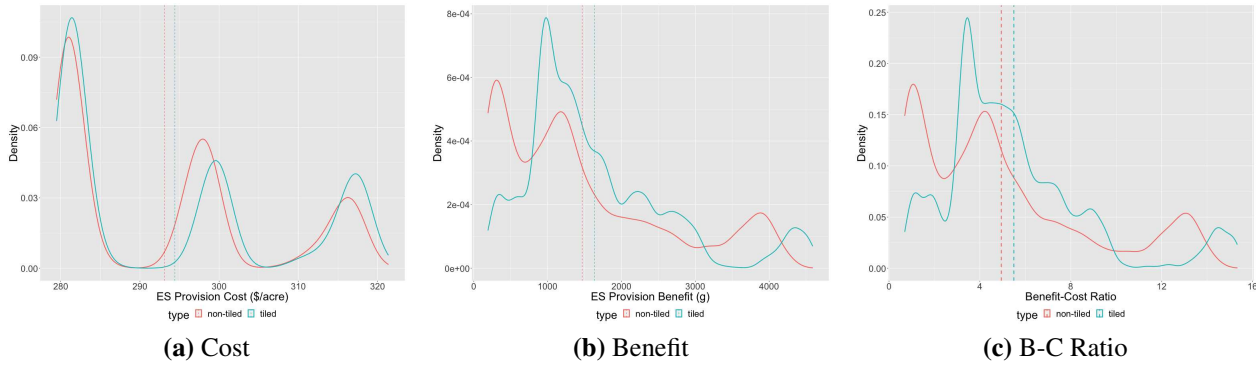 Density
0.09
0.06
0.03
0.00
280
290
300
310
320
ES Provision Cost ($/acre)
type non-tiled tiled
(a) Cost
Density
8e-04
6e-04
4e-04
2e-04
0e+00
0
1000
2000
3000
4000
ES Provision Benefit (g)
type non-tiled tiled
(b) Benefit
Density
0.25
0.20
0.15
0.10
0.05
0.00
0
4
8
12
16
Benefit-Cost Ratio
type non-tiled tiled
(c) B-C Ratio